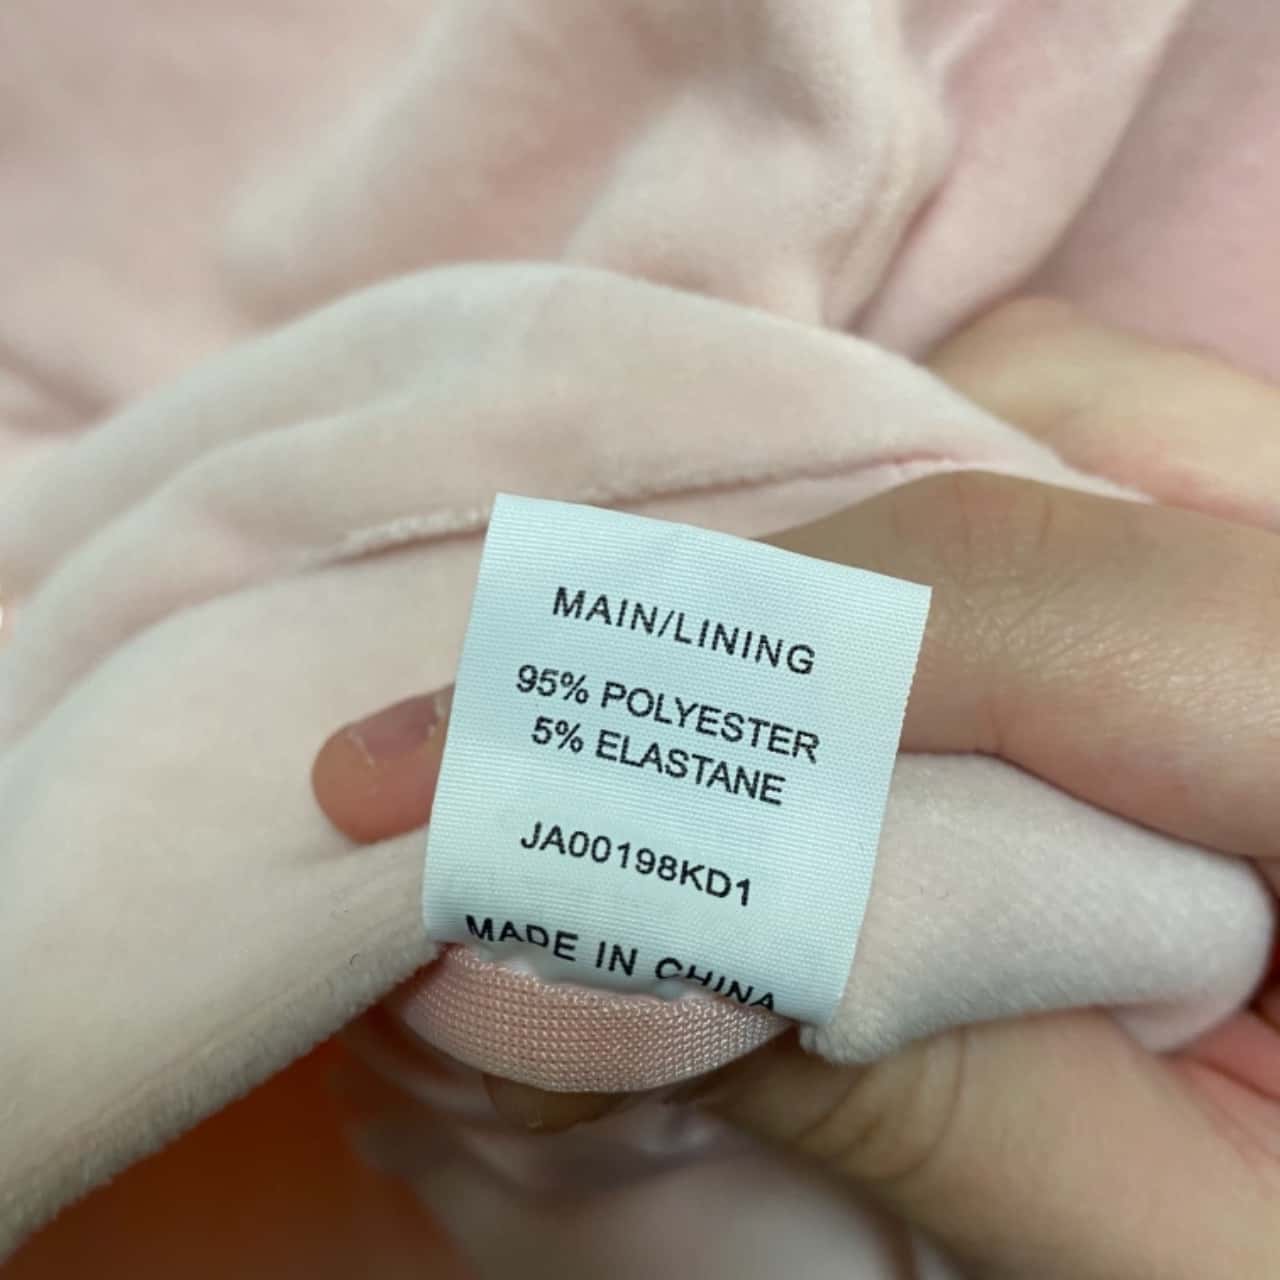 MAIN/LINING
95% POLYESTER
5% ELASTANE
JA00198KD1
MADE IN CHINA